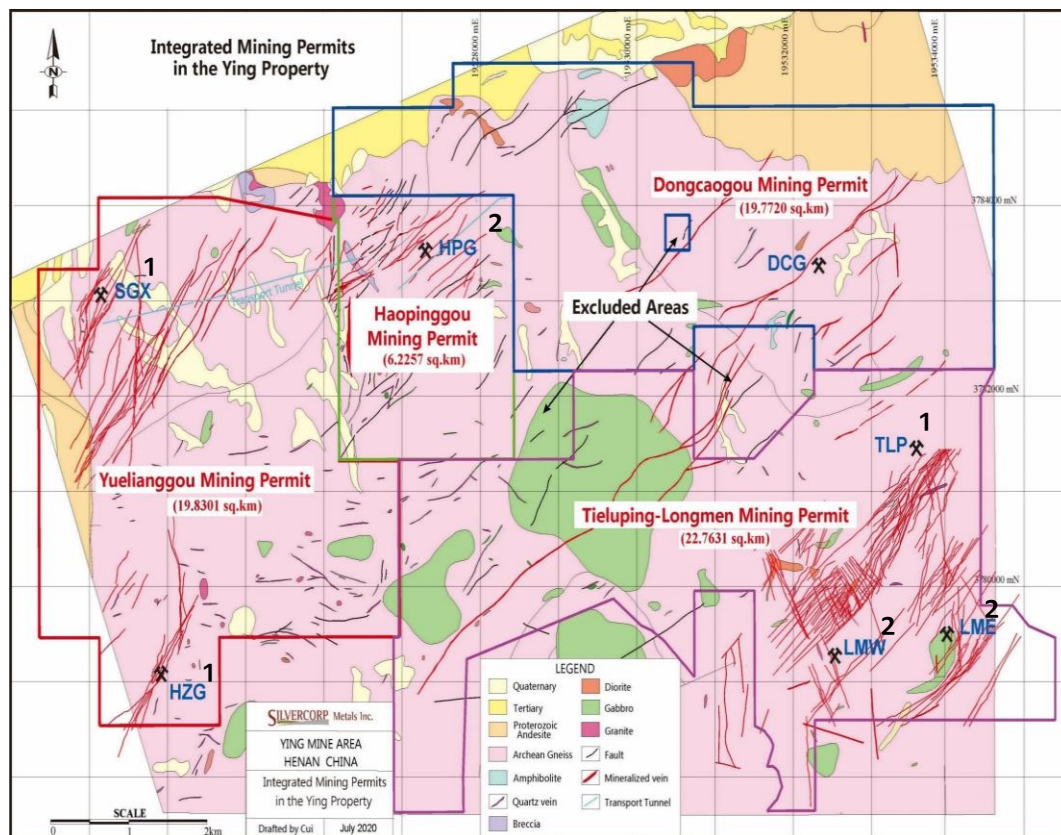 Integrated Mining Permits
in the Ying Property
N
19528000 mE
19530000 mE
19532000 mE
19534000 mE
3784000 mN
3782000 mN
3780000 mN
Dongcaogou Mining Permit
(19.7720 sq.km)
2
HPG
1
SGX
DCG
Transport Tunnel
Excluded Areas
Haopinggou
Mining Permit
(6.2257 sq.km)
1
TLP
Yuelianggou Mining Permit
(19.8301 sq.km)
Tieluping-Longmen Mining Permit
(22.7631 sq.km)
2
LME
2
LMW
1
HZG
LEGEND
Quaternary
Tertiary
Proterozoic
Andesite
Archean Gneiss
Amphibolite
Quartz vein
Breccia
Diorite
Gabbro
Granite
Fault
Mineralized vein
Transport Tunnel
SILVERCORP Metals Inc.
YING MINE AREA
HENAN CHINA
Integrated Mining Permits
in the Ying Property
Drafted by Cui July 2020
SCALE
0 2km